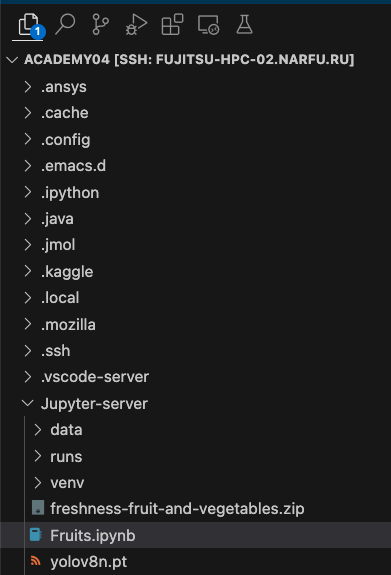 1
ACADEMY04 [SSH: FUJITSU-HPC-02.NARFU.RU]
.ansys
.cache
.config
.emacs.d
.ipython
.java
.jmol
.kaggle
.local
.mozilla
.ssh
.vscode-server
Jupyter-server
data
runs
venv
freshness-fruit-and-vegetables.zip
Fruits.ipynb
yolov8n.pt